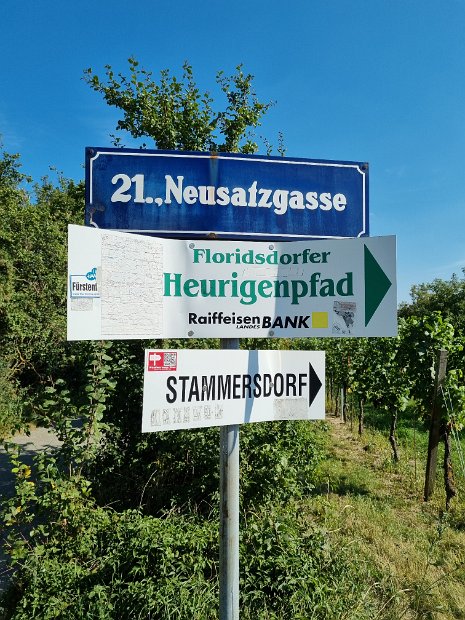 21., Neusatzgasse
Floridsdorfer
Heurigenpfad
Raiffeisen BANK
LANDES
STAMMERSDORF